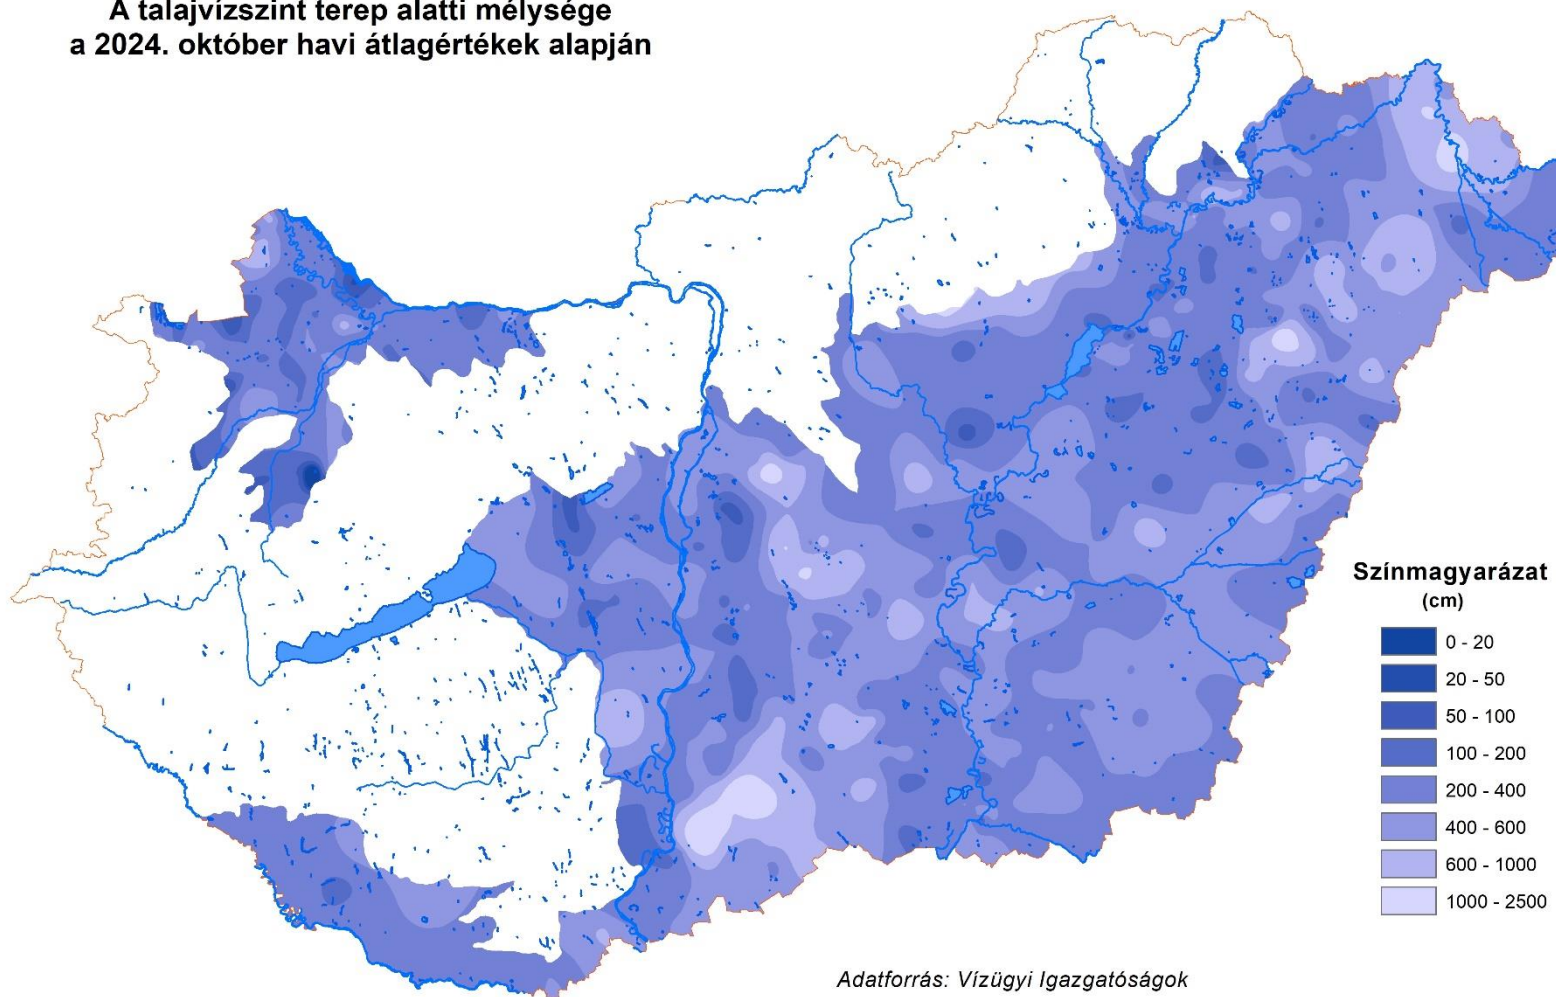 A talajvízszint terep alatti mélysége
a 2024. október havi átlagértékek alapján
Színmagyarázat
(cm)
0 - 20
20 - 50
50 - 100
100 - 200
200 - 400
400 - 600
600 - 1000
1000 - 2500
Adatforrás: Vízügyi Igazgatóságok